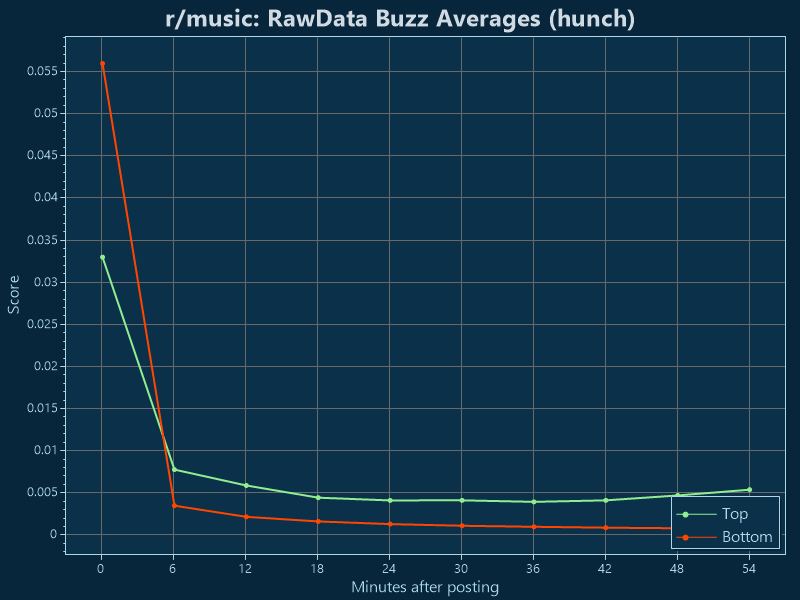 r/music: RawData Buzz Averages (hunch)
Score
0.055
0.05
0.045
0.04
0.035
0.03
0.025
0.02
0.015
0.01
0.005
0
Top
Bottom
0 6 12 18 24 30 36 42 48 54
Minutes after posting